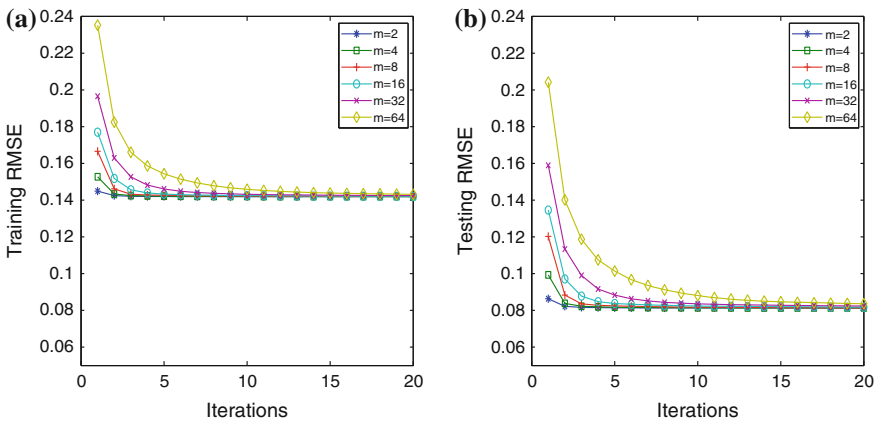 (a)
Training RMSE
0.24
0.22
0.2
0.18
0.16
0.14
0.12
0.1
0.08
0.06
0
5
10
15
20
Iterations
m=2
m=4
m=8
m=16
m=32
m=64
(b)
Testing RMSE
0.24
0.22
0.2
0.18
0.16
0.14
0.12
0.1
0.08
0.06
0
5
10
15
20
Iterations
m=2
m=4
m=8
m=16
m=32
m=64